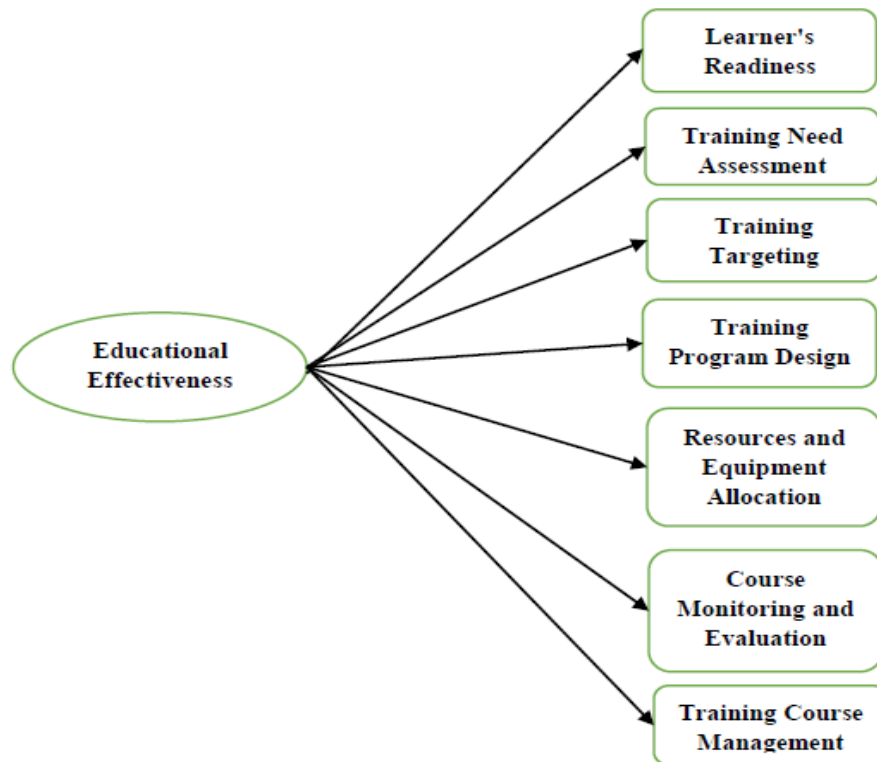 Learner's
Readiness
Training Need
Assessment
Training
Targeting
Training
Program Design
Educational
Effectiveness
Resources and
Equipment
Allocation
Course
Monitoring and
Evaluation
Training Course
Management